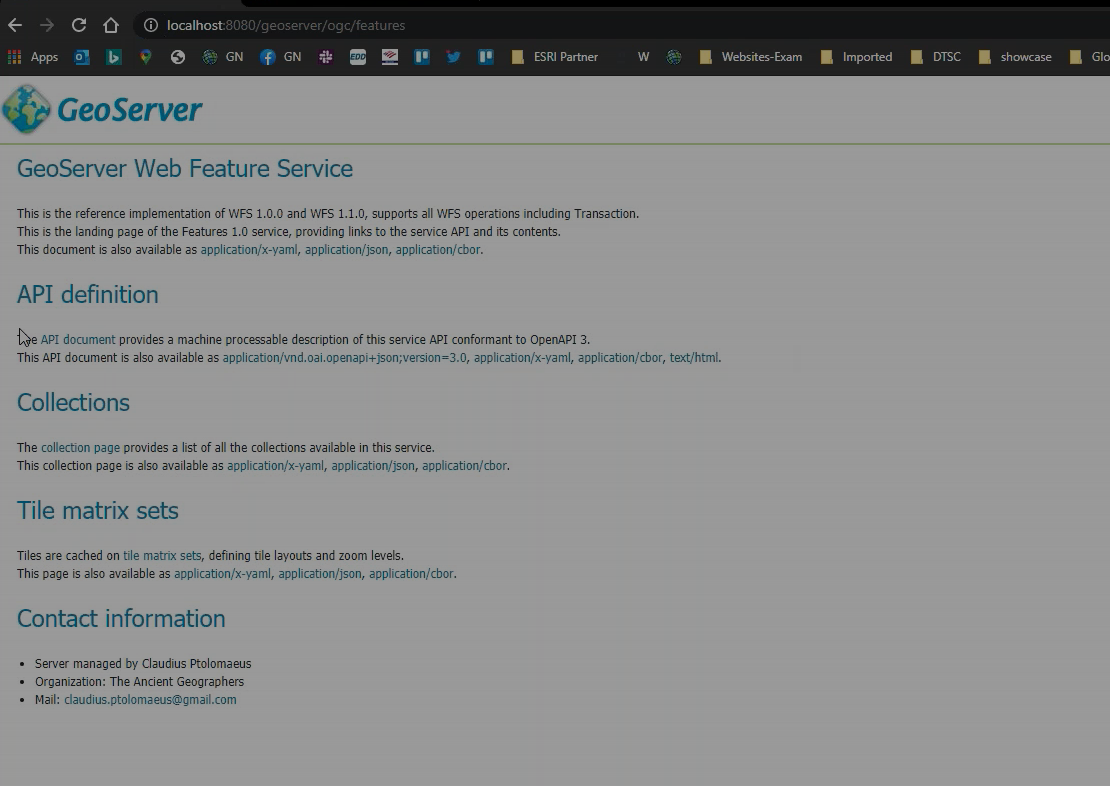 localhost:8080/geoserver/ogc/features
Apps GN GN EDD ESRI Partner W Websites-Exam Imported DTSC showcase Glo
GeoServer
GeoServer Web Feature Service
This is the reference implementation of WFS 1.0.0 and WFS 1.1.0, supports all WFS operations including Transaction.
This is the landing page of the Features 1.0 service, providing links to the service API and its contents.
This document is also available as application/x-yaml, application/json, application/cbor.
API definition
API document provides a machine processable description of this service API conformant to OpenAPI 3.
This API document is also available as application/vnd.oai.openapi+json;version=3.0, application/x-yaml, application/cbor, text/html.
Collections
The collection page provides a list of all the collections available in this service.
This collection page is also available as application/x-yaml, application/json, application/cbor.
Tile matrix sets
Tiles are cached on tile matrix sets, defining tile layouts and zoom levels.
This page is also available as application/x-yaml, application/json, application/cbor.
Contact information
Server managed by Claudius Ptolomaeus
Organization: The Ancient Geographers
Mail: claudius.ptolomaeus@gmail.com